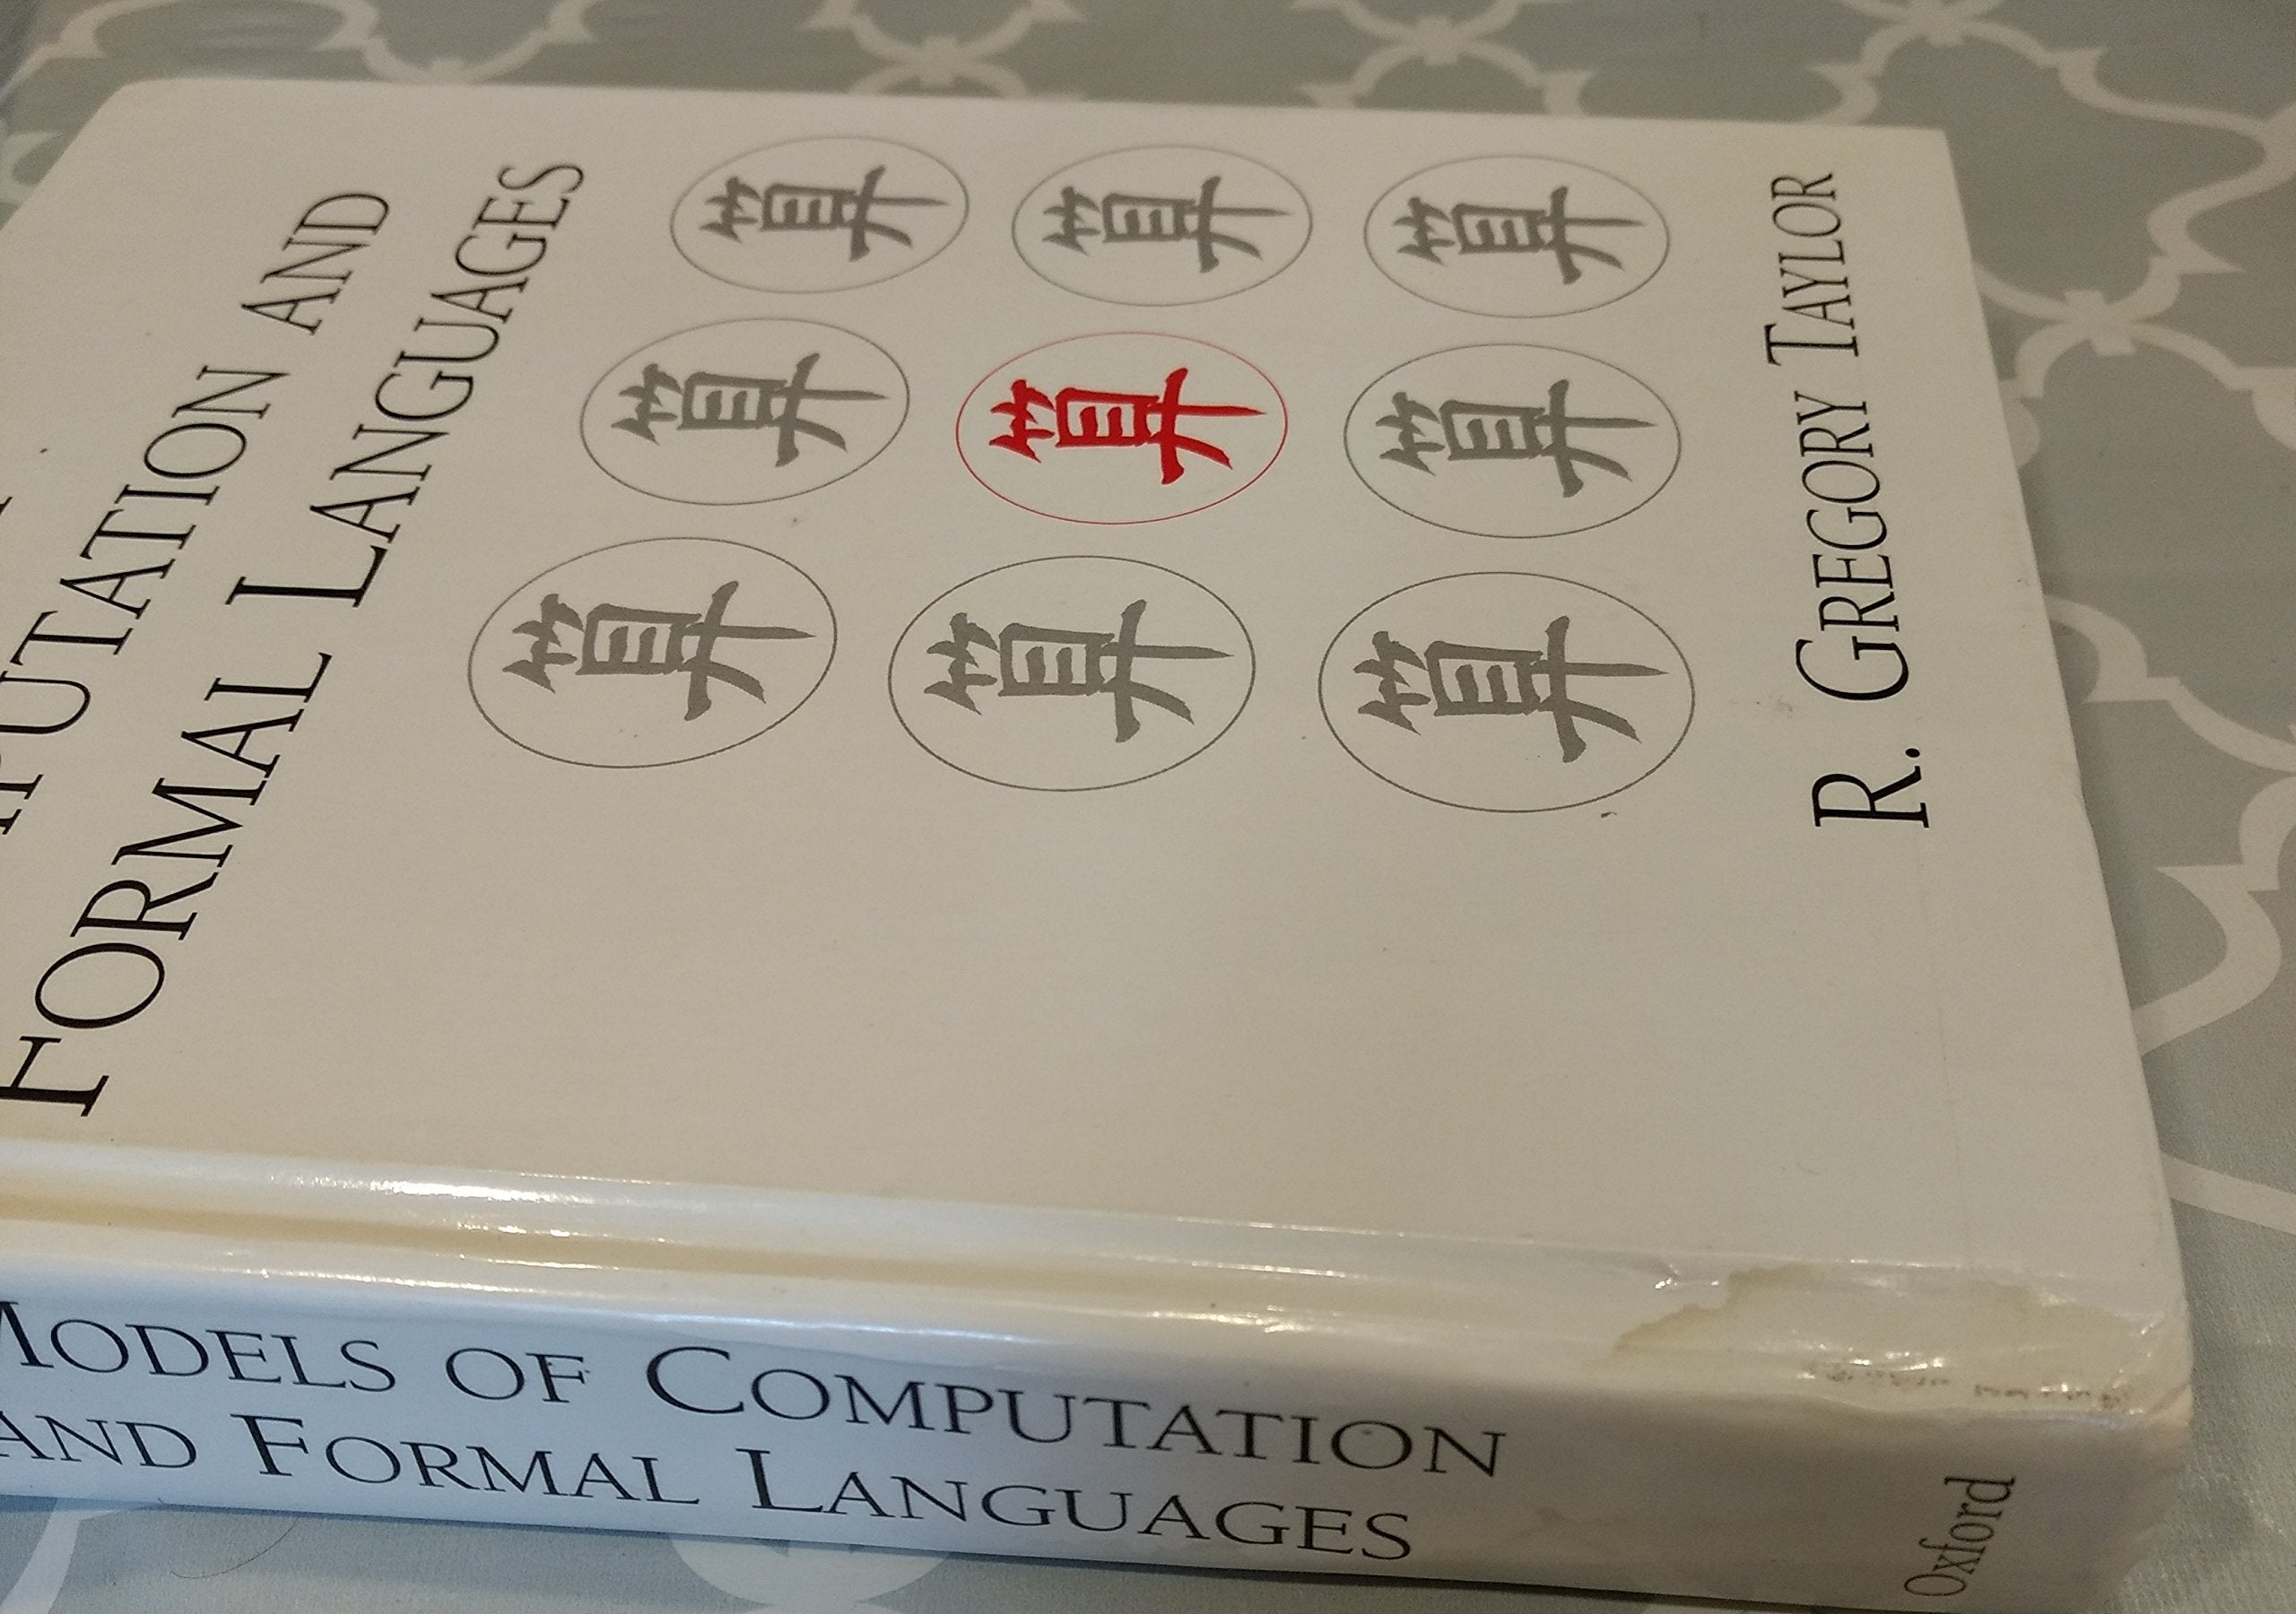 PUTATION AND
FORMAL LANGUAGES
算 算 算
算 算 算
算 算 算
R. GREGORY TAYLOR
MODELS OF COMPUTATION
AND FORMAL LANGUAGES
Oxford